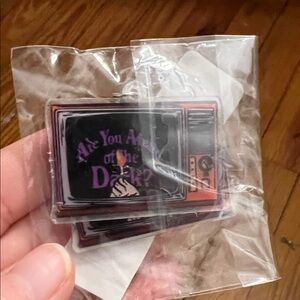 Are You Afraid
of the
Dark?